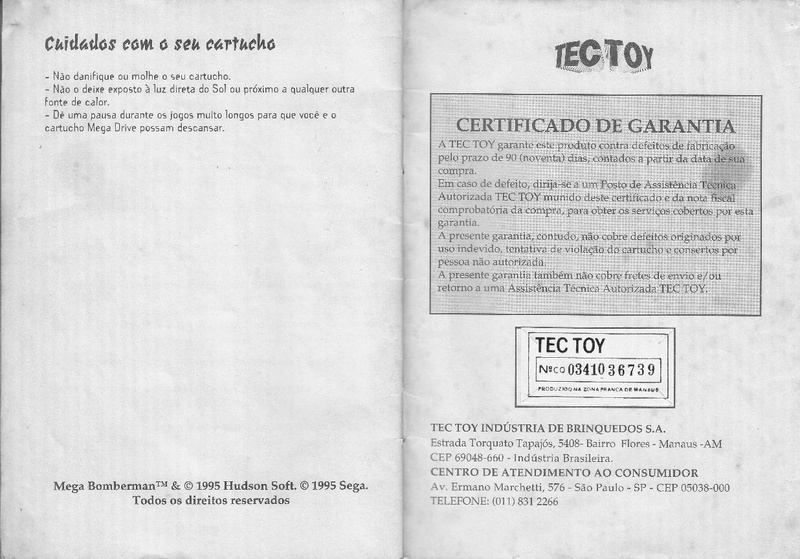 Cuidados com o seu cartucho
- Não danifique ou molhe o seu cartucho.
- Não o deixe exposto à luz direta do Sol ou próximo a qualquer outra
fonte de calor.
- Dê uma pausa durante os jogos muito longos para que você e o
cartucho Mega Drive possam descansar.
Mega Bomberman™ & © 1995 Hudson Soft. © 1995 Sega.
Todos os direitos reservados
TEC TOY
CERTIFICADO DE GARANTIA
A TEC TOY garante este produto contra defeitos de fabricação
pelo prazo de 90 (noventa) dias, contados a partir da data de sua
compra.
Em caso de defeito, dirija-se a um Posto de Assistência Técnica
Autorizada TEC TOY munido deste certificado e da nota fiscal
comprobatória da compra, para obter os serviços cobertos por esta
garantia.
A presente garantia, contudo, não cobre defeitos originados por
uso indevido, tentativa de violação do cartucho e consertos por
pessoa não autorizada.
A presente garantia também não cobre fretes de envio e/ou
retorno a uma Assistência Técnica Autorizada TEC TOY.
TEC TOY
Nº CQ 0341036739
PRODUZIDO NA ZONA FRANCA DE MANAUS
TEC TOY INDÚSTRIA DE BRINQUEDOS S.A.
Estrada Torquato Tapajós, 5408- Bairro Flores - Manaus -AM
CEP 69048-660 - Indústria Brasileira.
CENTRO DE ATENDIMENTO AO CONSUMIDOR
Av. Ermano Marchetti, 576 - São Paulo - SP - CEP 05038-000
TELEFONE: (011) 831 2266